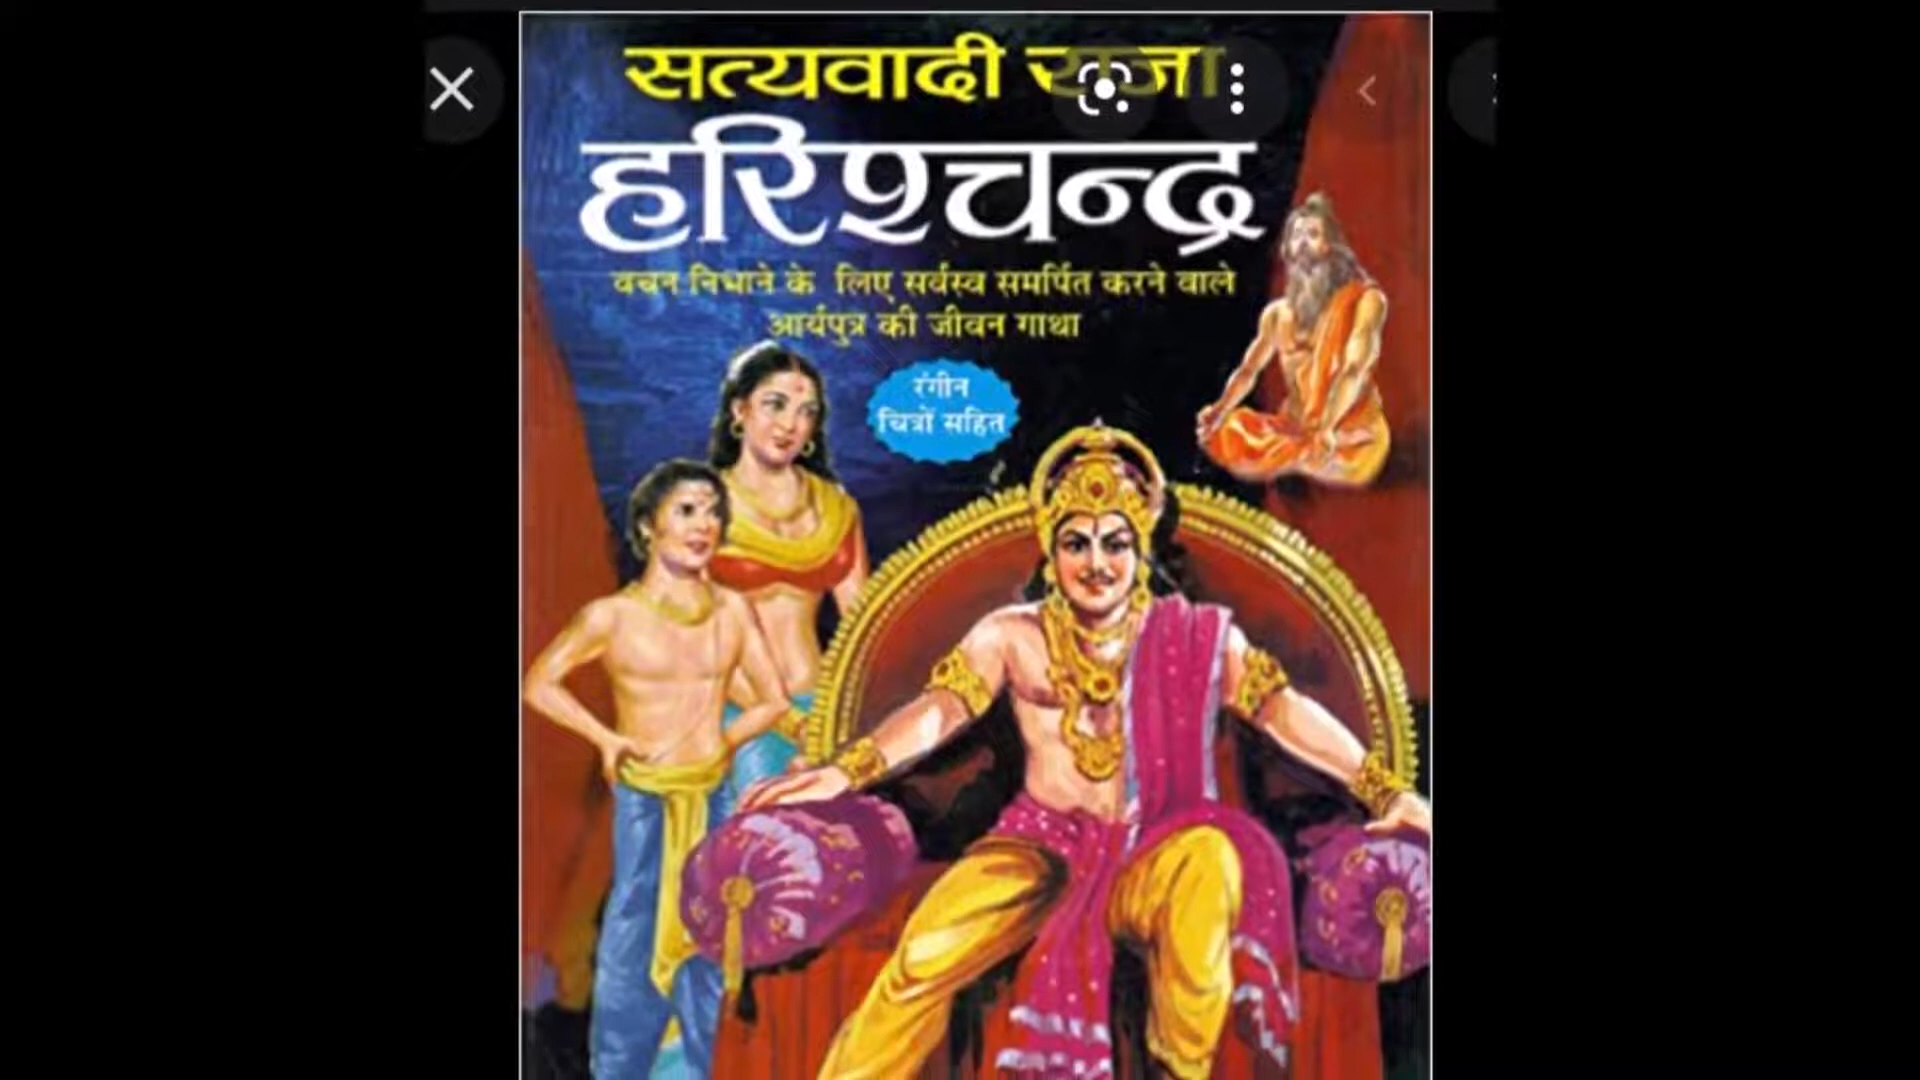 सत्यवादी राजा
हरिश्चन्द्र
वचन निभाने के लिए सर्वस्व समर्पित करने वाले
आर्यपुत्र की जीवन गाथा
रंगीन
चित्रों सहित